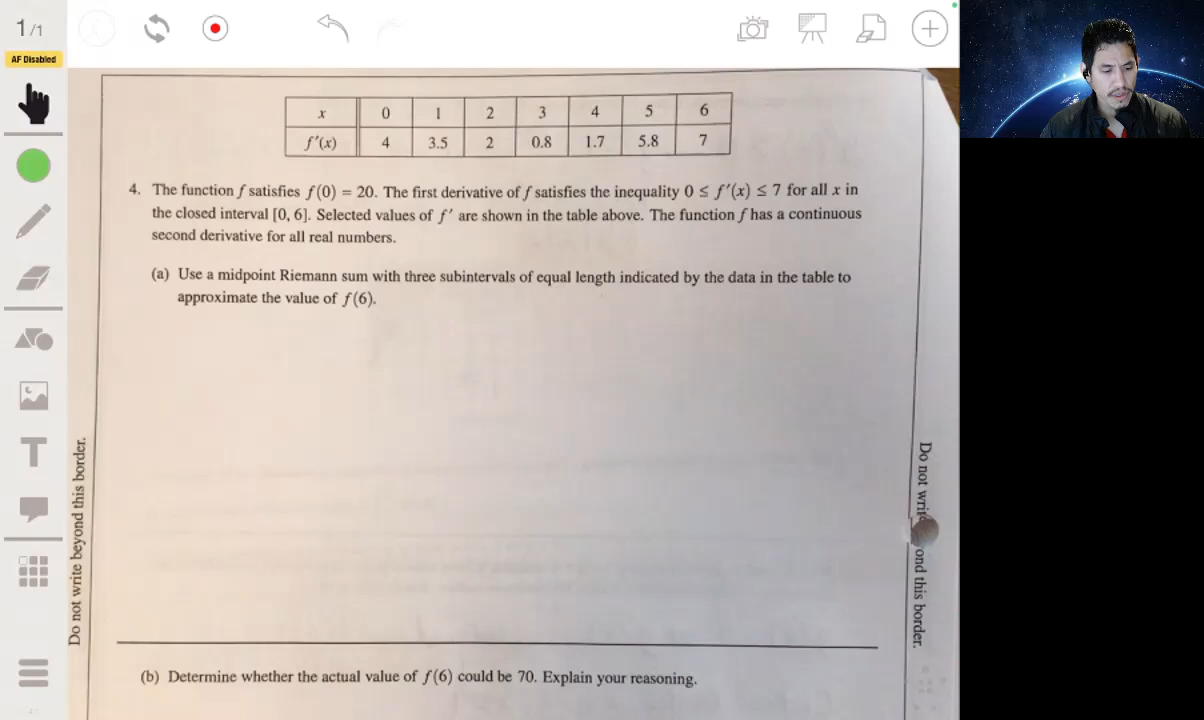 1/1
AF Disabled
x 0 1 2 3 4 5 6
f'(x) 4 3.5 2 0.8 1.7 5.8 7
4. The function f satisfies f(0) = 20. The first derivative of f satisfies the inequality 0 ≤ f'(x) ≤ 7 for all x in
the closed interval [0, 6]. Selected values of f' are shown in the table above. The function f has a continuous
second derivative for all real numbers.
(a) Use a midpoint Riemann sum with three subintervals of equal length indicated by the data in the table to
approximate the value of f(6).
Do not write beyond this border.
Do not writ ond this border.
T
(b) Determine whether the actual value of f(6) could be 70. Explain your reasoning.